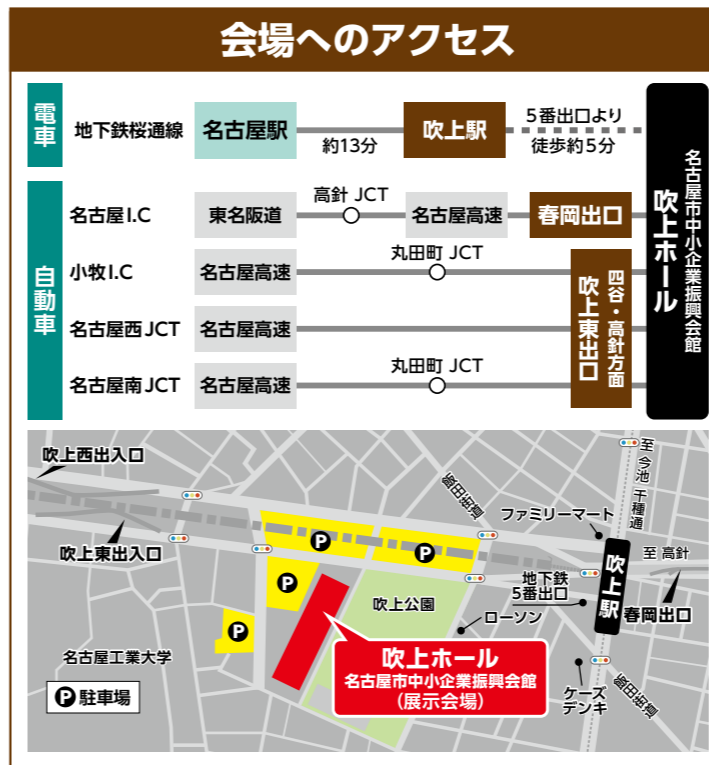 会場へのアクセス
電車
地下鉄桜通線
名古屋駅
約13分
吹上駅
5番出口より
徒歩約5分
自動車
名古屋I.C
東名阪道
高針 JCT
名古屋高速
春岡出口
小牧I.C
名古屋高速
丸田町 JCT
名古屋西JCT
名古屋高速
名古屋南JCT
名古屋高速
丸田町 JCT
吹上東出口
四谷・高針方面
吹上ホール
名古屋市中小企業振興会館
吹上西出入口
吹上東出入口
飯田街道
至 今池 千種通
ファミリーマート
至 高針
吹上駅
地下鉄
5番出口
春岡出口
P
P
P
P
吹上公園
ローソン
名古屋工業大学
吹上ホール
名古屋市中小企業振興会館
(展示会場)
ケーズ
デンキ
飯田街道
P 駐車場